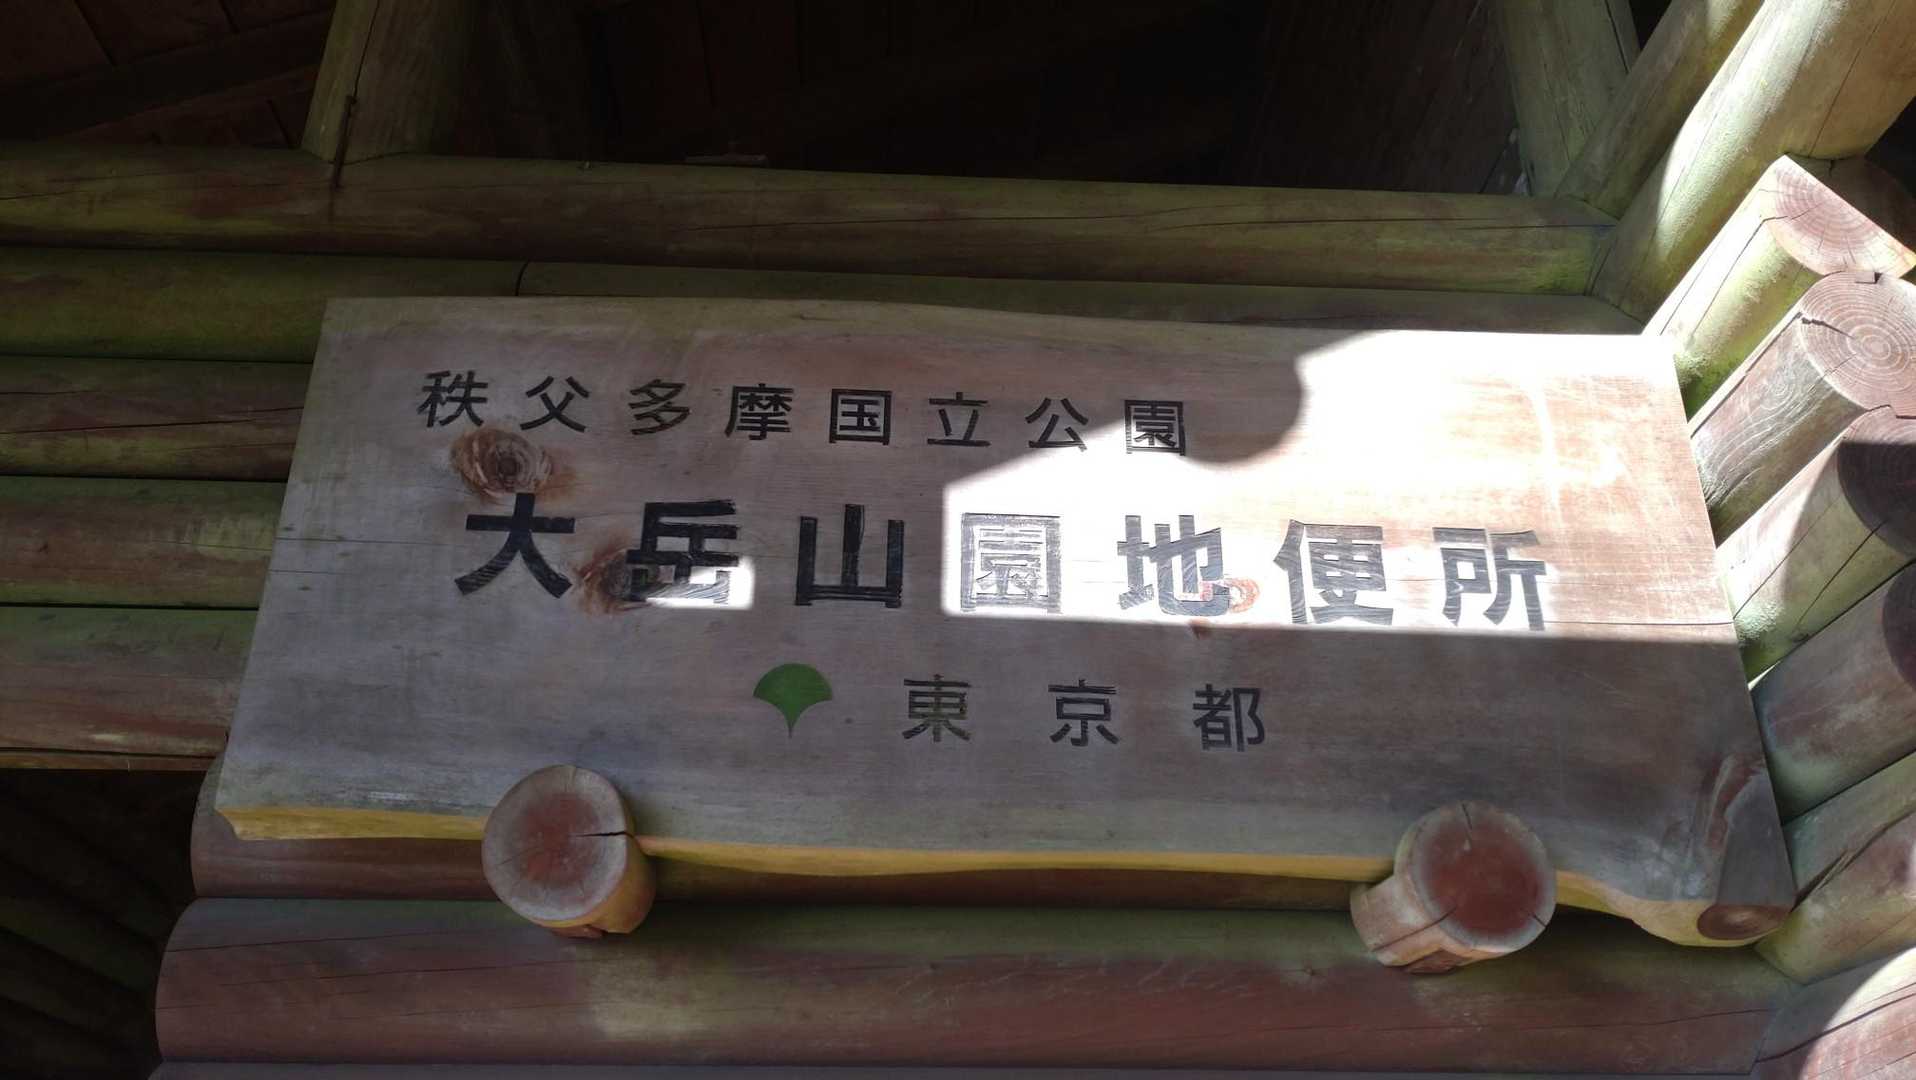 秩父多摩国立公園
大岳山園地便所
東京都